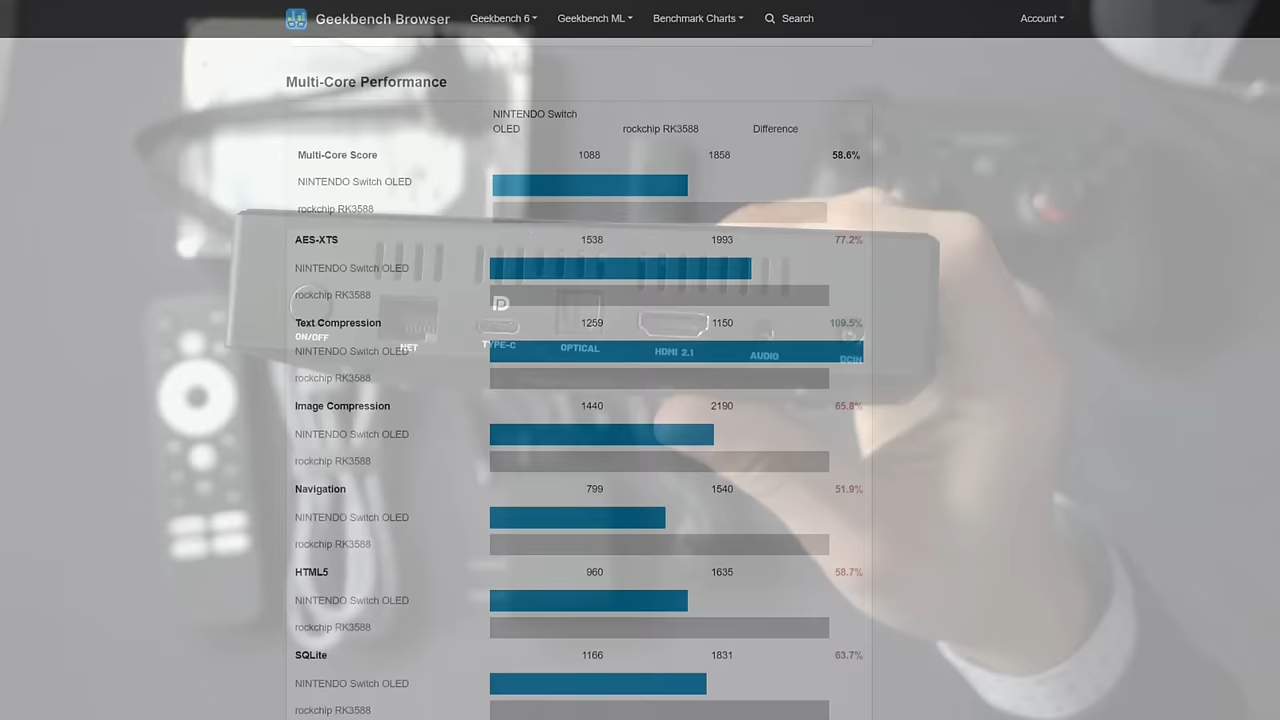 Geekbench Browser Geekbench 6 Geekbench ML Benchmark Charts Search Account
Multi-Core Performance
NINTENDO Switch
OLED rockchip RK3588 Difference
Multi-Core Score 1088 1858 58.6%
NINTENDO Switch OLED
rockchip RK3588
AES-XTS 1538 1993 77.2%
NINTENDO Switch OLED
rockchip RK3588
Text Compression 1259 1150 109.5%
ON/OFF
NET TYPE-C OPTICAL HDMI 2.1 AUDIO DCIN
NINTENDO Switch OLED
rockchip RK3588
Image Compression 1440 2190 65.8%
NINTENDO Switch OLED
rockchip RK3588
Navigation 799 1540 51.9%
NINTENDO Switch OLED
rockchip RK3588
HTML5 960 1635 58.7%
NINTENDO Switch OLED
rockchip RK3588
SQLite 1166 1831 63.7%
NINTENDO Switch OLED
rockchip RK3588